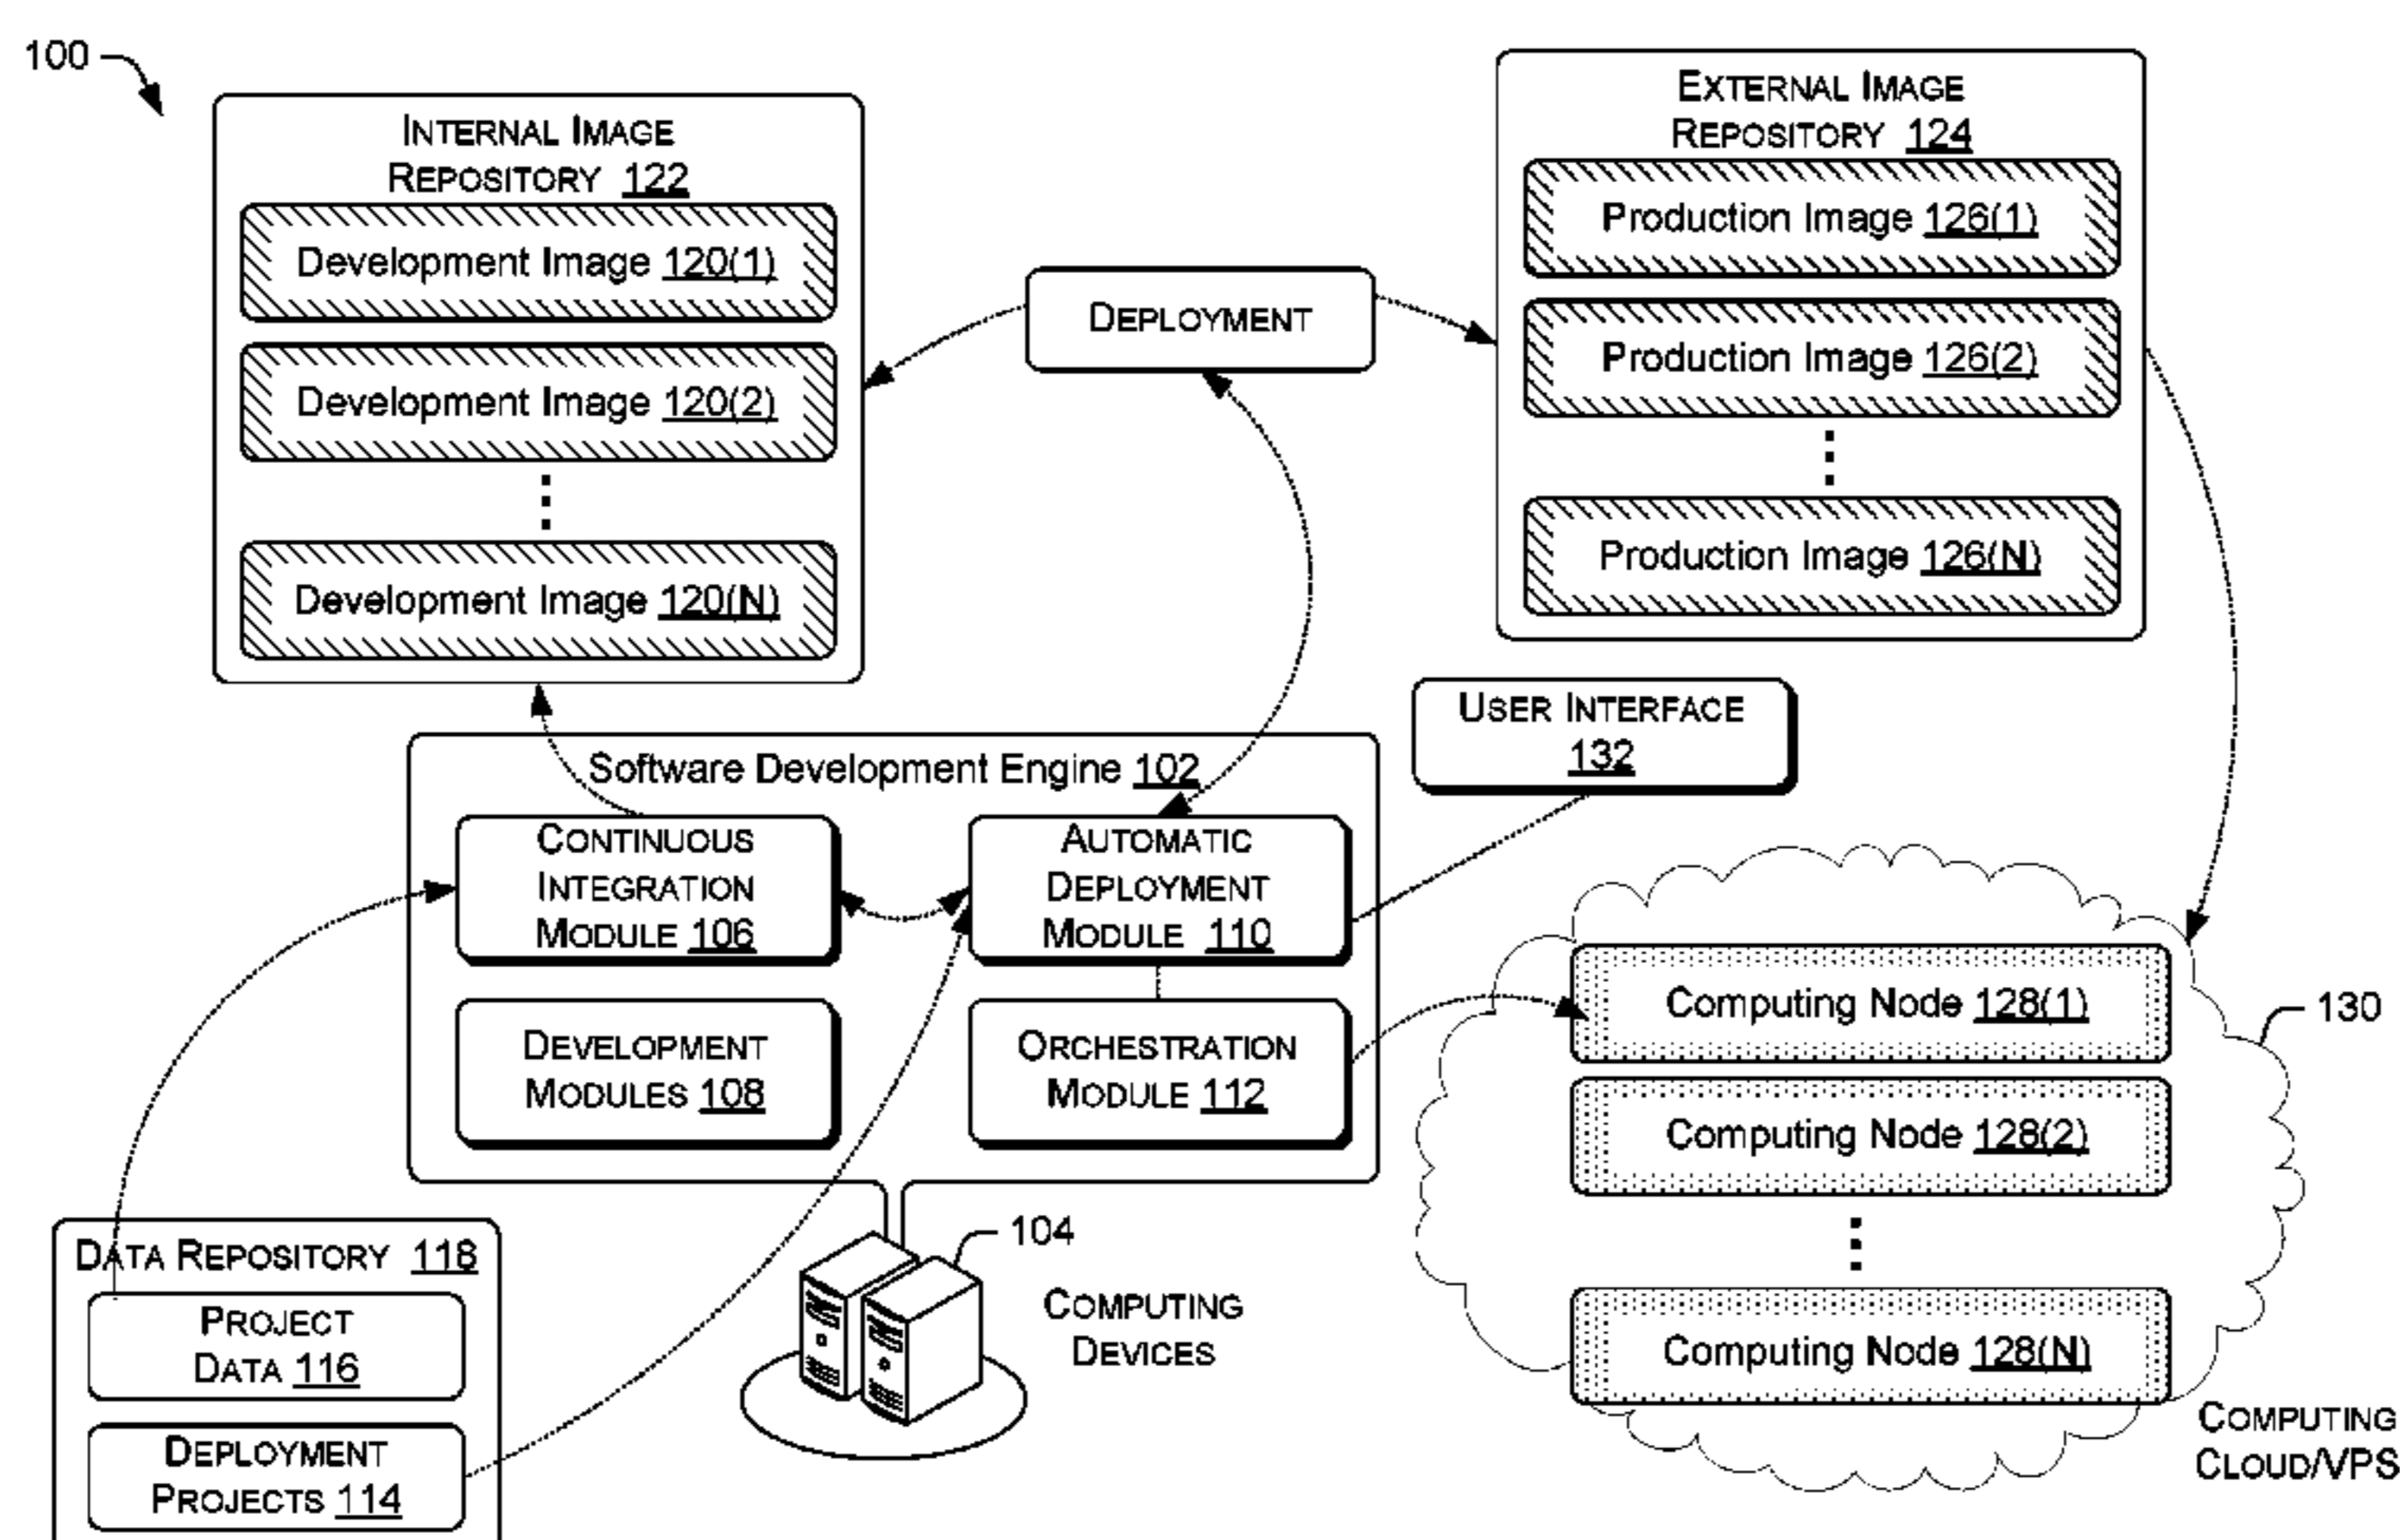 100
INTERNAL IMAGE
REPOSITORY 122
Development Image 120(1)
Development Image 120(2)
Development Image 120(N)
DEPLOYMENT
EXTERNAL IMAGE
REPOSITORY 124
Production Image 126(1)
Production Image 126(2)
Production Image 126(N)
USER INTERFACE
132
Software Development Engine 102
CONTINUOUS
INTEGRATION
MODULE 106
AUTOMATIC
DEPLOYMENT
MODULE 110
DEVELOPMENT
MODULES 108
ORCHESTRATION
MODULE 112
Computing Node 128(1)
Computing Node 128(2)
Computing Node 128(N)
130
COMPUTING
CLOUD/VPS
DATA REPOSITORY 118
PROJECT
DATA 116
DEPLOYMENT
PROJECTS 114
104
COMPUTING
DEVICES